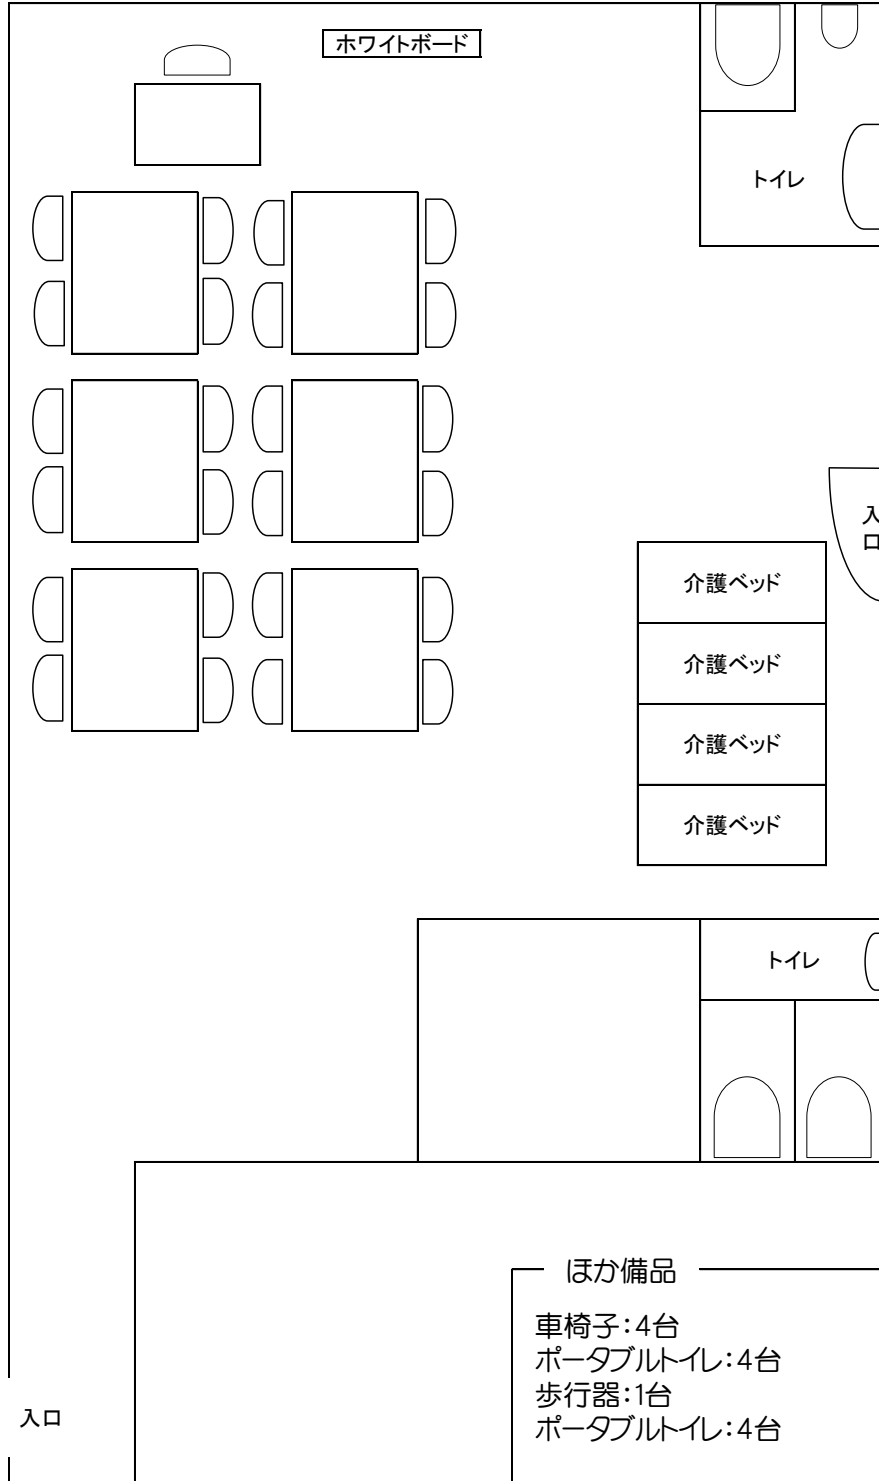 ホワイトボード
トイレ
入
口
介護ベッド
介護ベッド
介護ベッド
介護ベッド
トイレ
ほか備品
車椅子：4台
ポータブルトイレ：4台
歩行器：1台
ポータブルトイレ：4台
入口